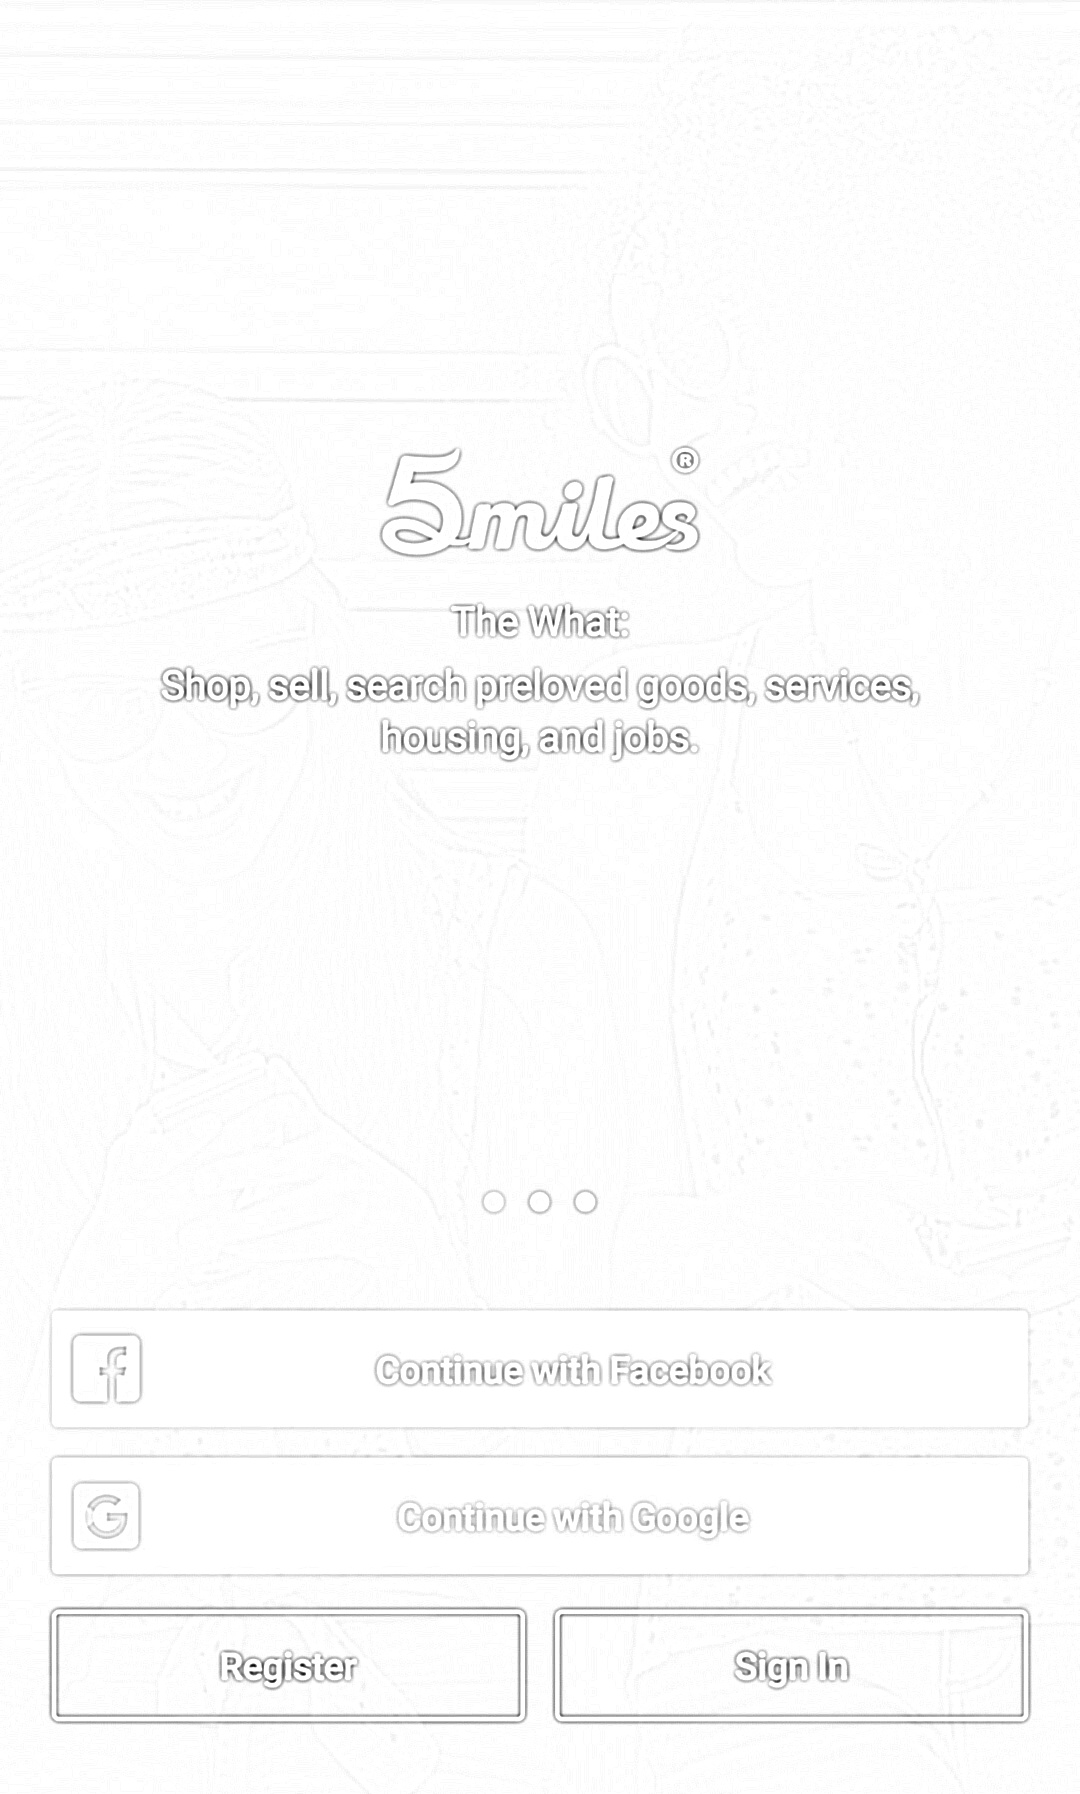 5miles®
The What:
Shop, sell, search preloved goods, services,
housing, and jobs.
Continue with Facebook
Continue with Google
Register
Sign In